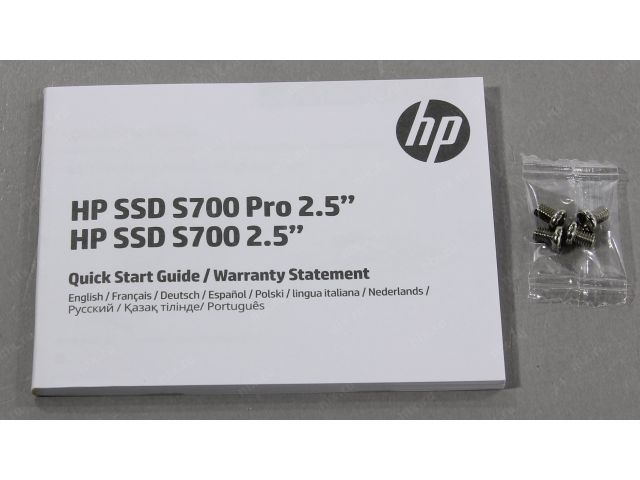 hp
HP SSD S700 Pro 2.5”
HP SSD S700 2.5”
Quick Start Guide / Warranty Statement
English / Français / Deutsch / Español / Polski / lingua italiana / Nederlands /
Русский / Қазақ тілінде/ Português